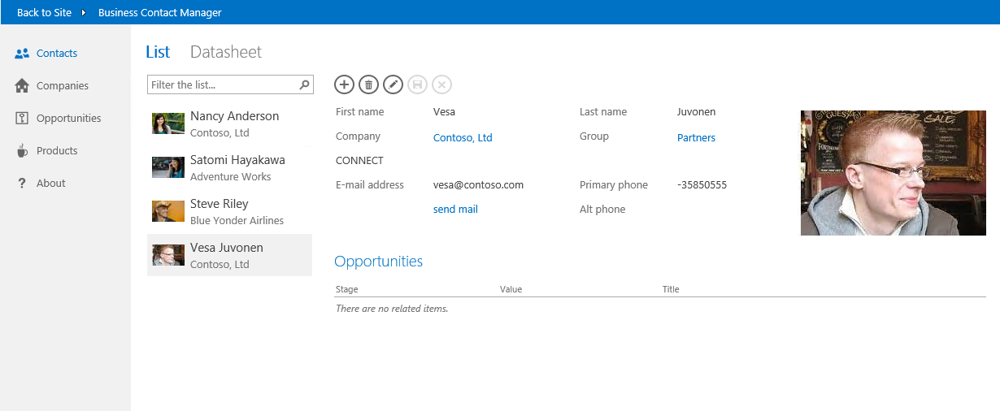 Back to Site Business Contact Manager
Contacts
Companies
Opportunities
Products
? About
List Datasheet
Filter the list...
Nancy Anderson
Contoso, Ltd
Satomi Hayakawa
Adventure Works
Steve Riley
Blue Yonder Airlines
Vesa Juvonen
Contoso, Ltd
First name Vesa Last name Juvonen
Company Contoso, Ltd Group Partners
CONNECT
E-mail address vesa@contoso.com Primary phone -35850555
send mail Alt phone
Opportunities
Stage Value Title
There are no related items.
SALE